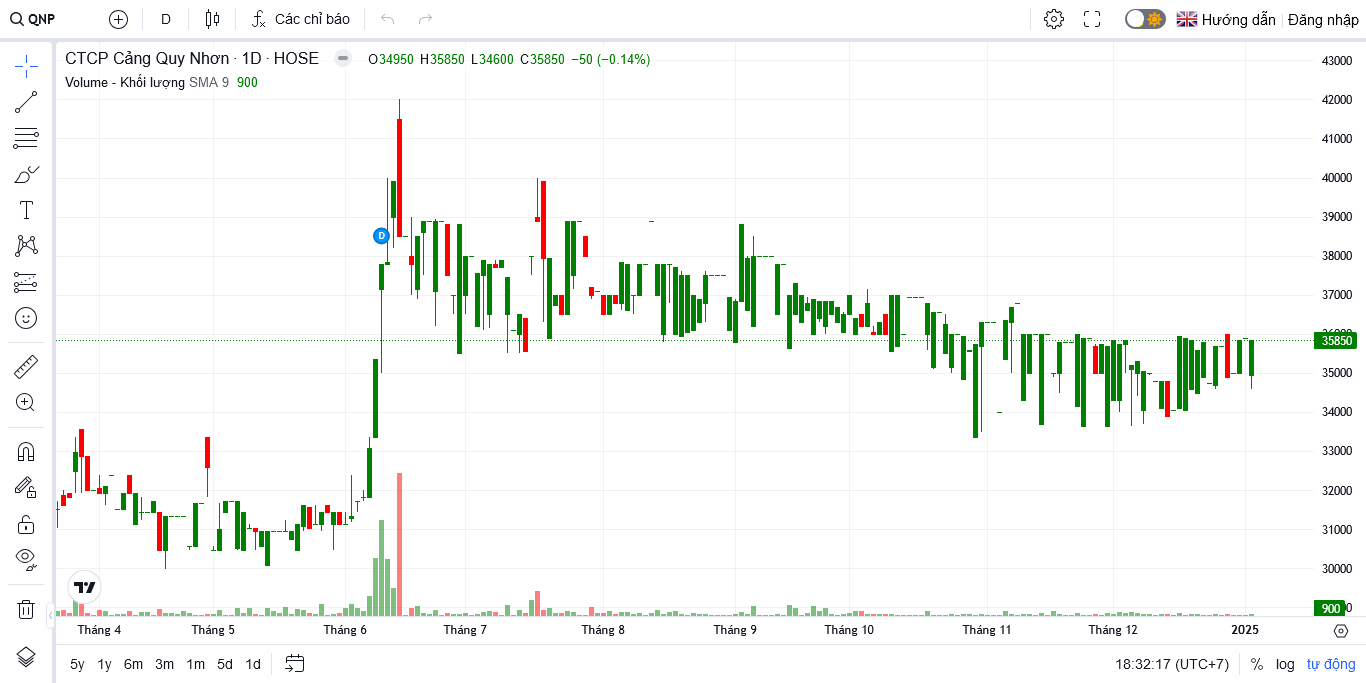 QNP D Các chỉ báo Hướng dẫn Đăng nhập
CTCP Cảng Quy Nhơn · 1D · HOSE O34950 H35850 L34600 C35850 −50 (−0.14%)
Volume - Khối lượng SMA 9 900
43000
42000
41000
40000
39000
D
38000
37000
35850
35000
34000
33000
32000
31000
30000
900
Tháng 4 Tháng 5 Tháng 6 Tháng 7 Tháng 8 Tháng 9 Tháng 10 Tháng 11 Tháng 12 2025
5y 1y 6m 3m 1m 5d 1d 18:32:17 (UTC+7) % log tự động